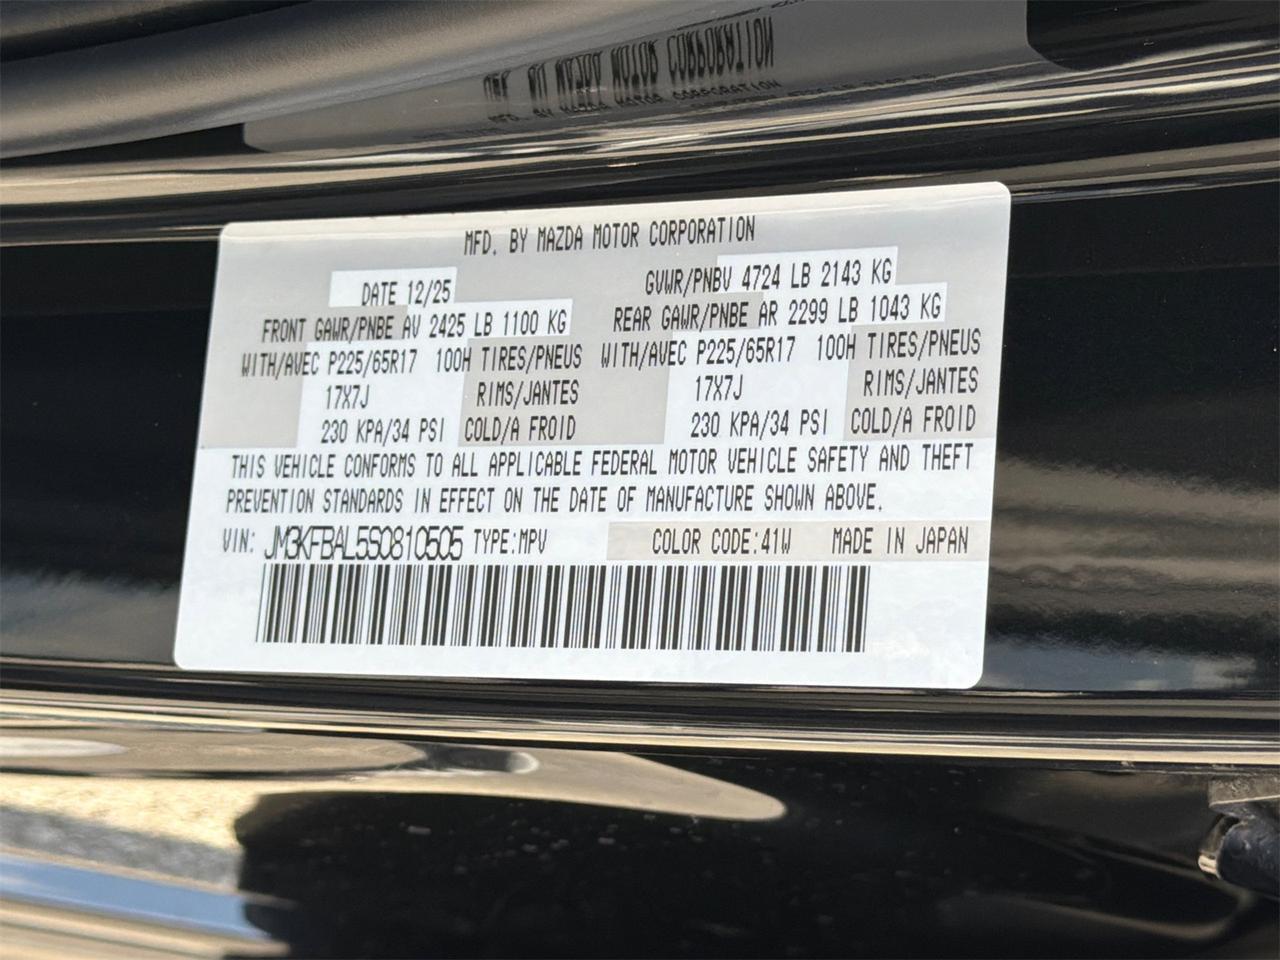 MFD. BY MAZDA MOTOR CORPORATION
DATE 12/25
GVWR/PNBV 4724 LB 2143 KG
FRONT GAWR/PNBE AV 2425 LB 1100 KG
REAR GAWR/PNBE AR 2299 LB 1043 KG
WITH/AVEC P225/65R17 100H TIRES/PNEUS
WITH/AVEC P225/65R17 100H TIRES/PNEUS
17X7J RIMS/JANTES
17X7J RIMS/JANTES
230 KPA/34 PSI COLD/A FROID
230 KPA/34 PSI COLD/A FROID
THIS VEHICLE CONFORMS TO ALL APPLICABLE FEDERAL MOTOR VEHICLE SAFETY AND THEFT
PREVENTION STANDARDS IN EFFECT ON THE DATE OF MANUFACTURE SHOWN ABOVE.
VIN: JM3KFBAL5S0810505 TYPE:MPV COLOR CODE:41W MADE IN JAPAN